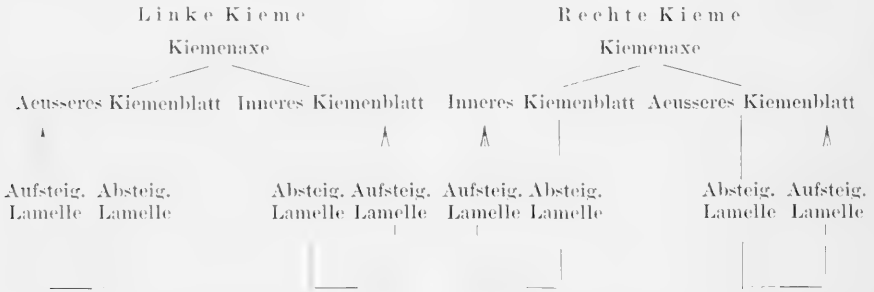 Linke Kieme Rechte Kieme
Kiemenaxe Kiemenaxe
Aeusseres Kiemenblatt Inneres Kiemenblatt Inneres Kiemenblatt Aeusseres Kiemenblatt
Aufsteig. Absteig. Absteig. Aufsteig. Aufsteig. Absteig. Absteig. Aufsteig.
Lamelle Lamelle Lamelle Lamelle Lamelle Lamelle Lamelle Lamelle